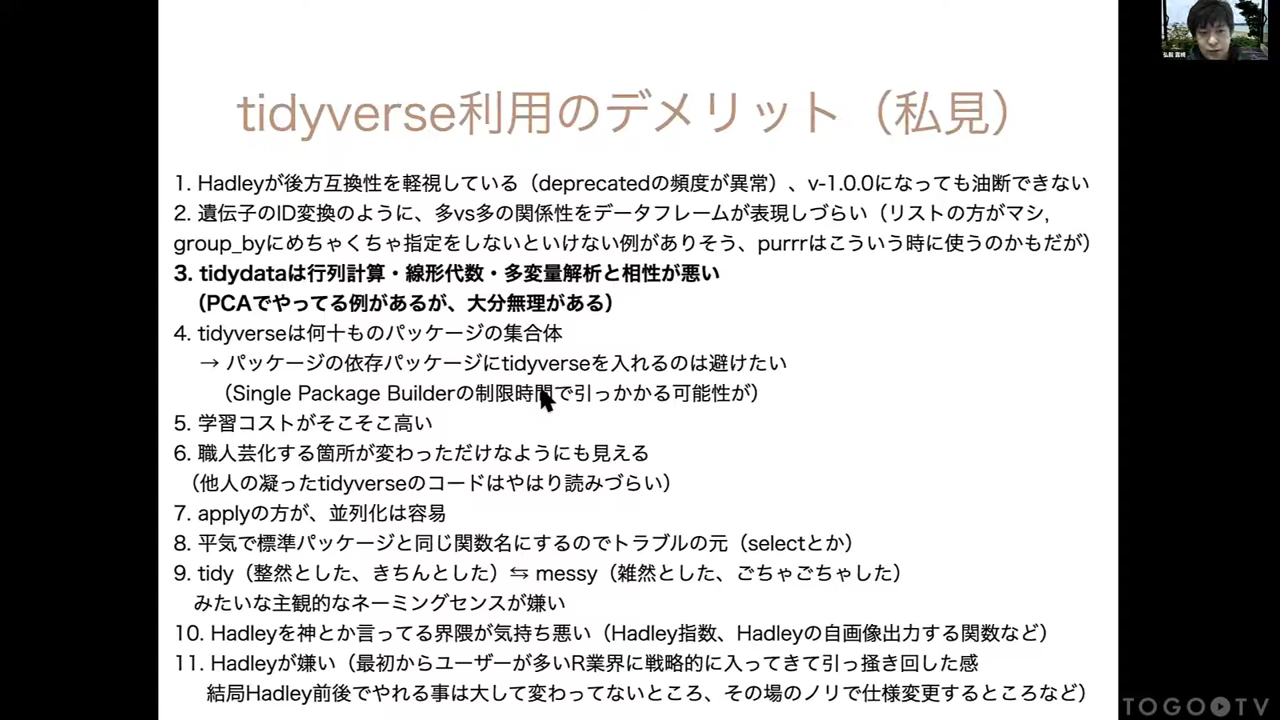 tidyverse利用のデメリット（私見）
1. Hadleyが後方互換性を軽視している（deprecatedの頻度が異常）、v-1.0.0になっても油断できない
2. 遺伝子のID変換のように、多vs多の関係性をデータフレームが表現しづらい（リストの方がマシ,
group_byにめちゃくちゃ指定をしないといけない例がありそう、purrrはこういう時に使うのかもだが）
3. tidydataは行列計算・線形代数・多変量解析と相性が悪い
（PCAでやってる例があるが、大分無理がある）
4. tidyverseは何十ものパッケージの集合体
→ パッケージの依存パッケージにtidyverseを入れるのは避けたい
（Single Package Builderの制限時間で引っかかる可能性が）
5. 学習コストがそこそこ高い
6. 職人芸化する箇所が変わっただけなようにも見える
（他人の凝ったtidyverseのコードはやはり読みづらい）
7. applyの方が、並列化は容易
8. 平気で標準パッケージと同じ関数名にするのでトラブルの元（selectとか）
9. tidy（整然とした、きちんとした）⇆ messy（雑然とした、ごちゃごちゃした）
みたいな主観的なネーミングセンスが嫌い
10. Hadleyを神とか言ってる界隈が気持ち悪い（Hadley指数、Hadleyの自画像出力する関数など）
11. Hadleyが嫌い（最初からユーザーが多いR業界に戦略的に入ってきて引っ掻き回した感
結局Hadley前後でやれる事は大して変わってないところ、その場のノリで仕様変更するところなど）
TOGO TV